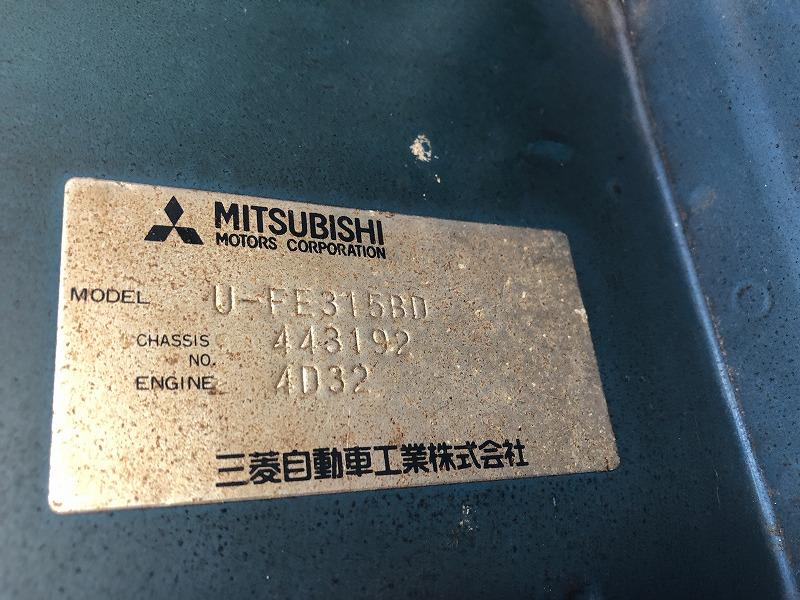 MITSUBISHI
MOTORS CORPORATION
MODEL U-FE315BD
CHASSIS NO. 443192
ENGINE 4D32
三菱自動車工業株式会社